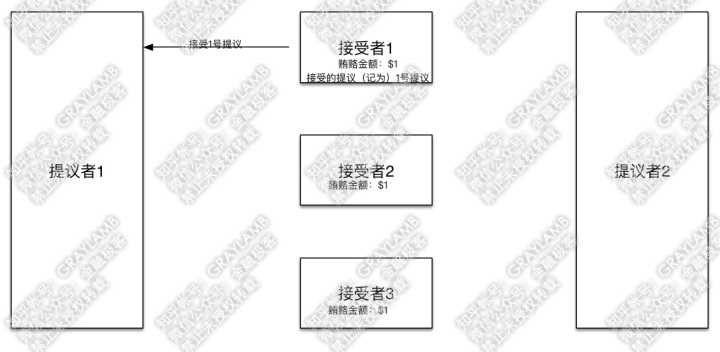 接受1号提议
接受者1
贿赂金额：$1
接受的提议（记为）1号提议
提议者1
接受者2
贿赂金额：$1
提议者2
接受者3
贿赂金额：$1
GRAYLAMB